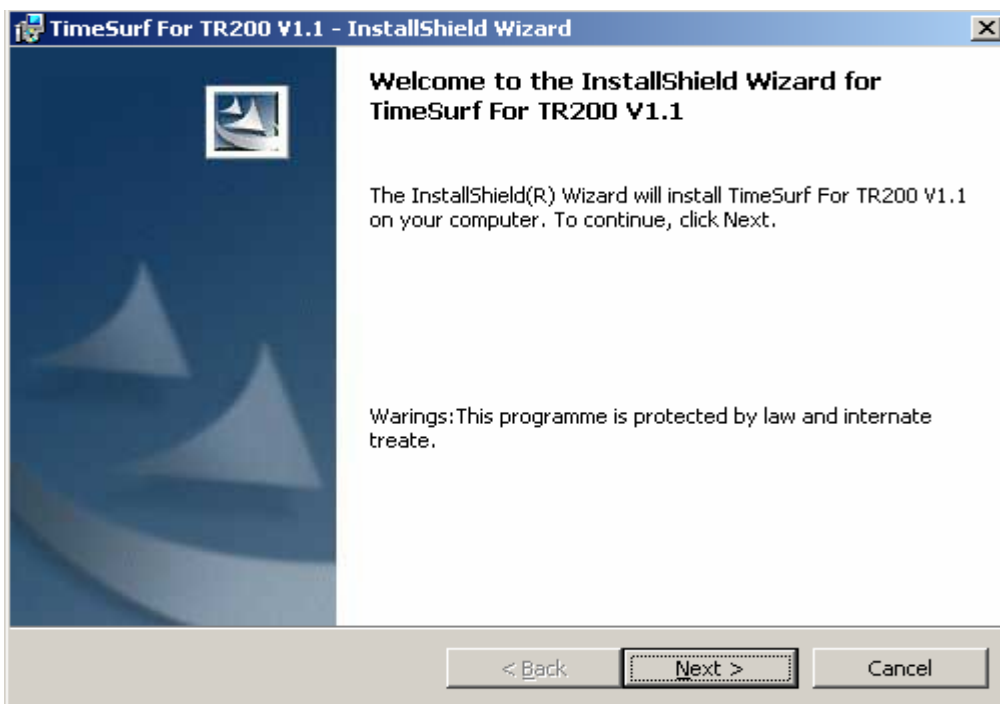 TimeSurf For TR200 V1.1 - InstallShield Wizard
Welcome to the InstallShield Wizard for
TimeSurf For TR200 V1.1
The InstallShield(R) Wizard will install TimeSurf For TR200 V1.1
on your computer. To continue, click Next.
Warings:This programme is protected by law and internate
treate.
< Back
Next >
Cancel